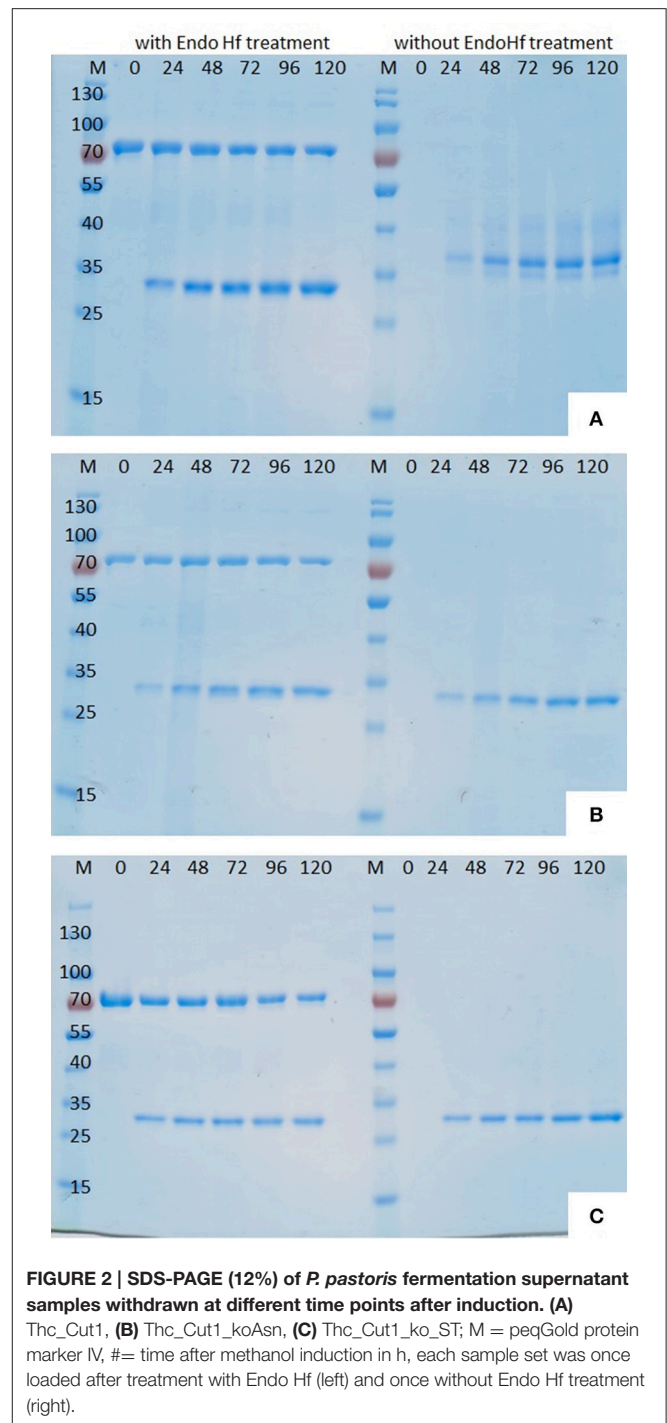 with Endo Hf treatment without EndoHf treatment
M 0 24 48 72 96 120 M 0 24 48 72 96 120
130
100
70
55
40
35
25
15
A
M 0 24 48 72 96 120 M 0 24 48 72 96 120
130
100
70
55
40
35
25
15
B
M 0 24 48 72 96 120 M 0 24 48 72 96 120
130
100
70
55
40
35
25
15
C
FIGURE 2 | SDS-PAGE (12%) of P. pastoris fermentation supernatant
samples withdrawn at different time points after induction. (A)
Thc_Cut1, (B) Thc_Cut1_koAsn, (C) Thc_Cut1_ko_ST; M = peqGold protein
marker IV, #= time after methanol induction in h, each sample set was once
loaded after treatment with Endo Hf (left) and once without Endo Hf treatment
(right).